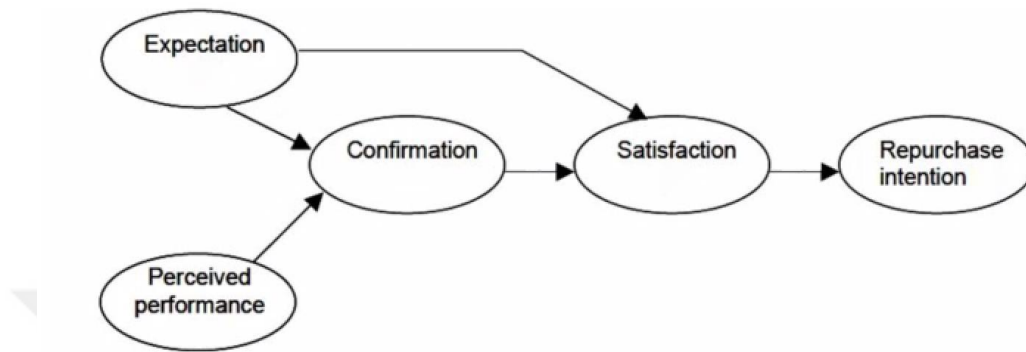 Expectation
Confirmation
Satisfaction
Repurchase
intention
Perceived
performance